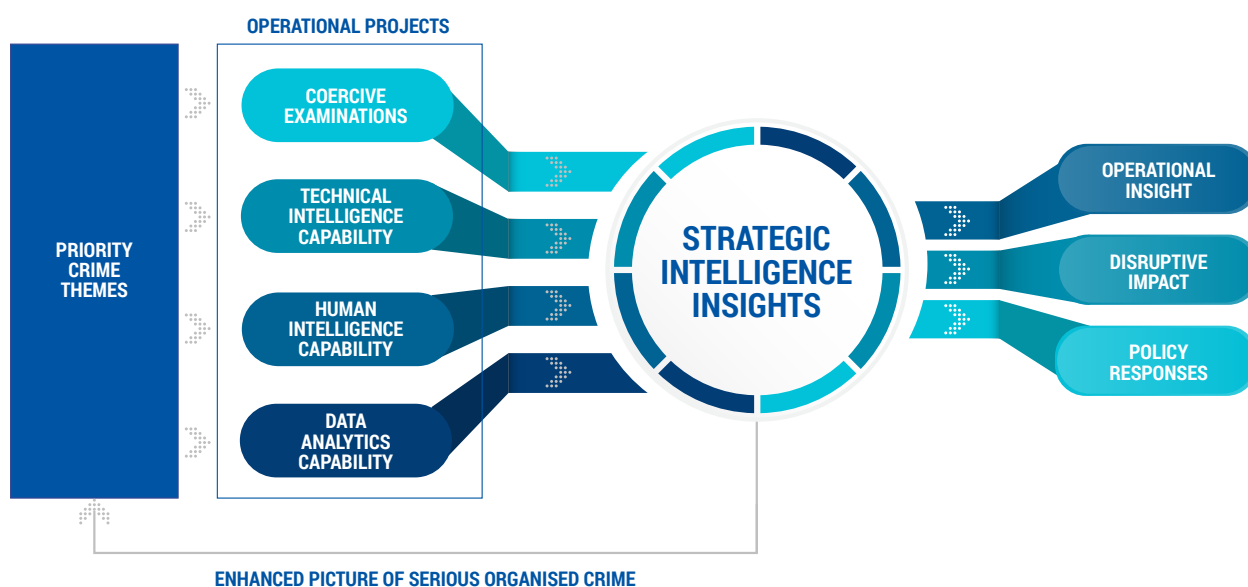 OPERATIONAL PROJECTS
PRIORITY
CRIME
THEMES
COERCIVE
EXAMINATIONS
TECHNICAL
INTELLIGENCE
CAPABILITY
HUMAN
INTELLIGENCE
CAPABILITY
DATA
ANALYTICS
CAPABILITY
STRATEGIC
INTELLIGENCE
INSIGHTS
OPERATIONAL
INSIGHT
DISRUPTIVE
IMPACT
POLICY
RESPONSES
ENHANCED PICTURE OF SERIOUS ORGANISED CRIME